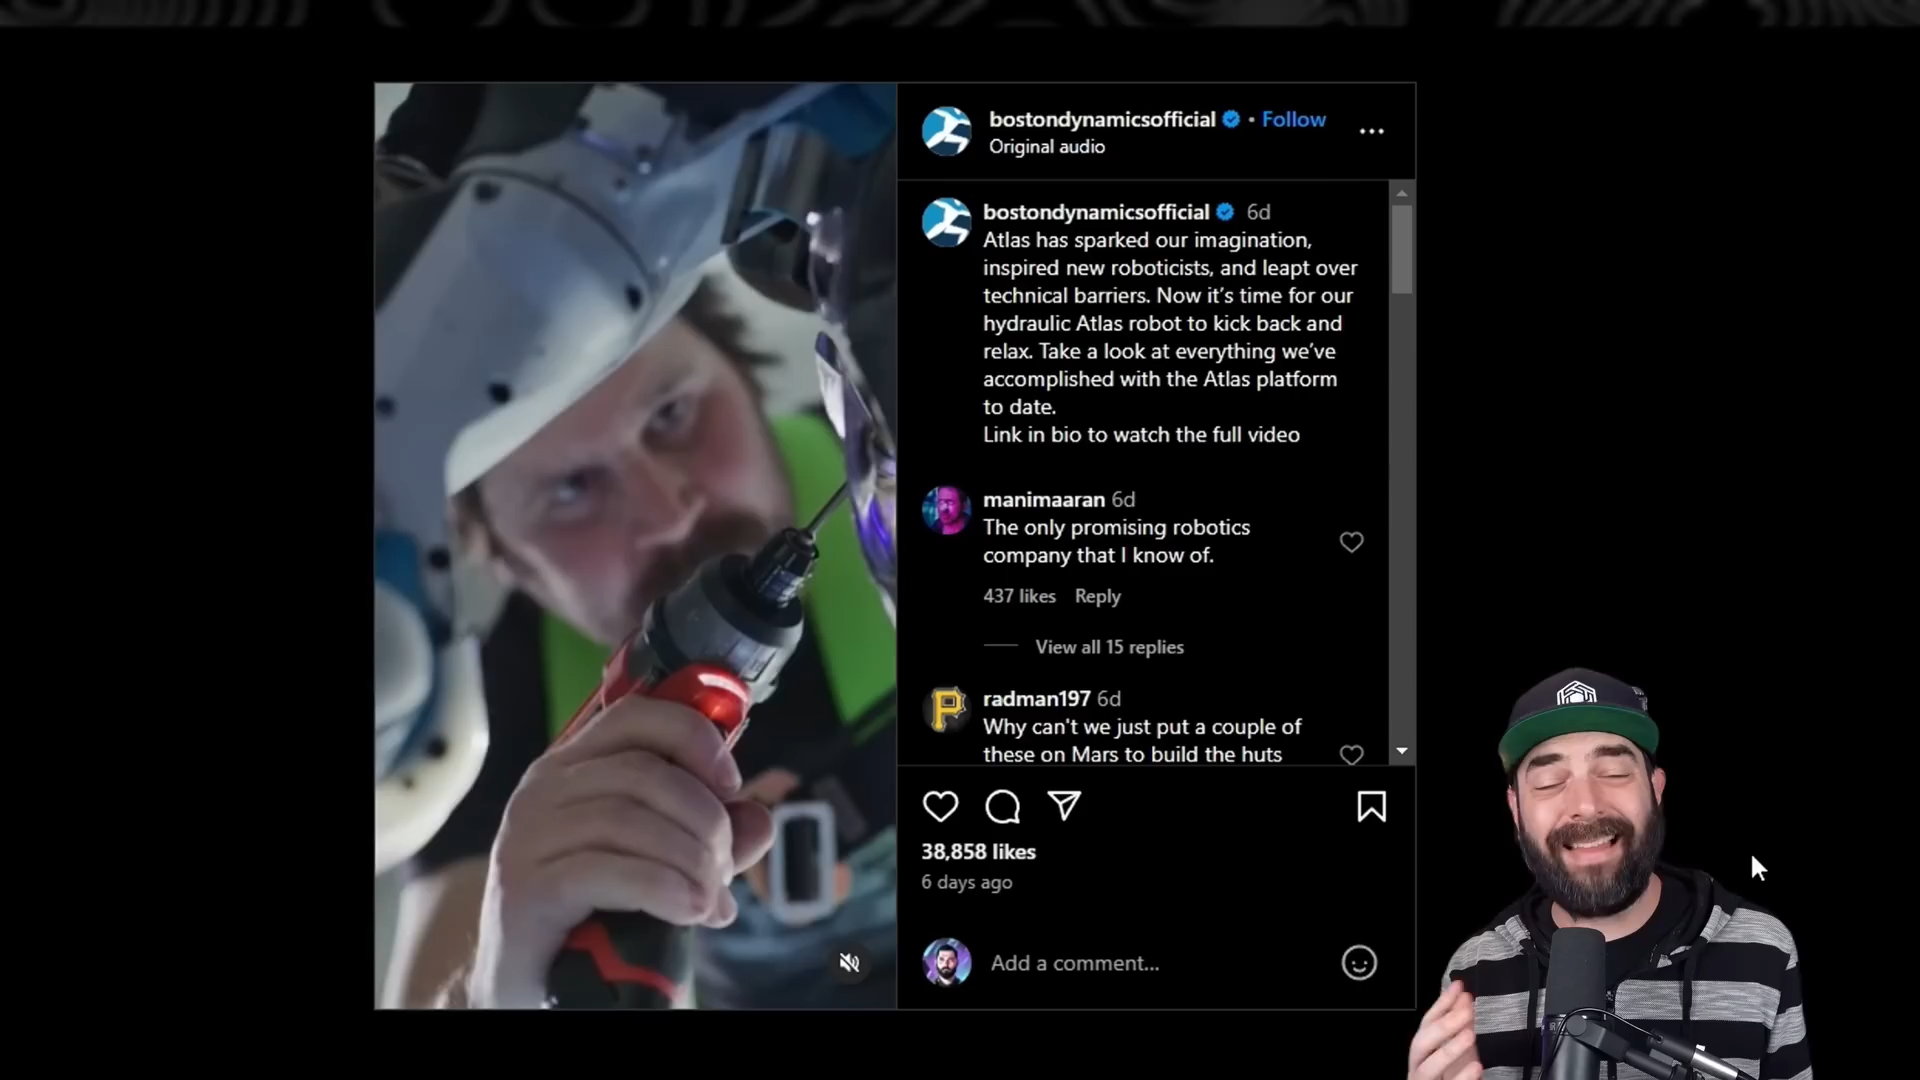 bostondynamicsofficial • Follow
Original audio
bostondynamicsofficial 6d
Atlas has sparked our imagination,
inspired new roboticists, and leapt over
technical barriers. Now it's time for our
hydraulic Atlas robot to kick back and
relax. Take a look at everything we've
accomplished with the Atlas platform
to date.
Link in bio to watch the full video
manimaaran 6d
The only promising robotics
company that I know of.
437 likes Reply
View all 15 replies
P
radman197 6d
Why can't we just put a couple of
these on Mars to build the huts
38,858 likes
6 days ago
Add a comment...